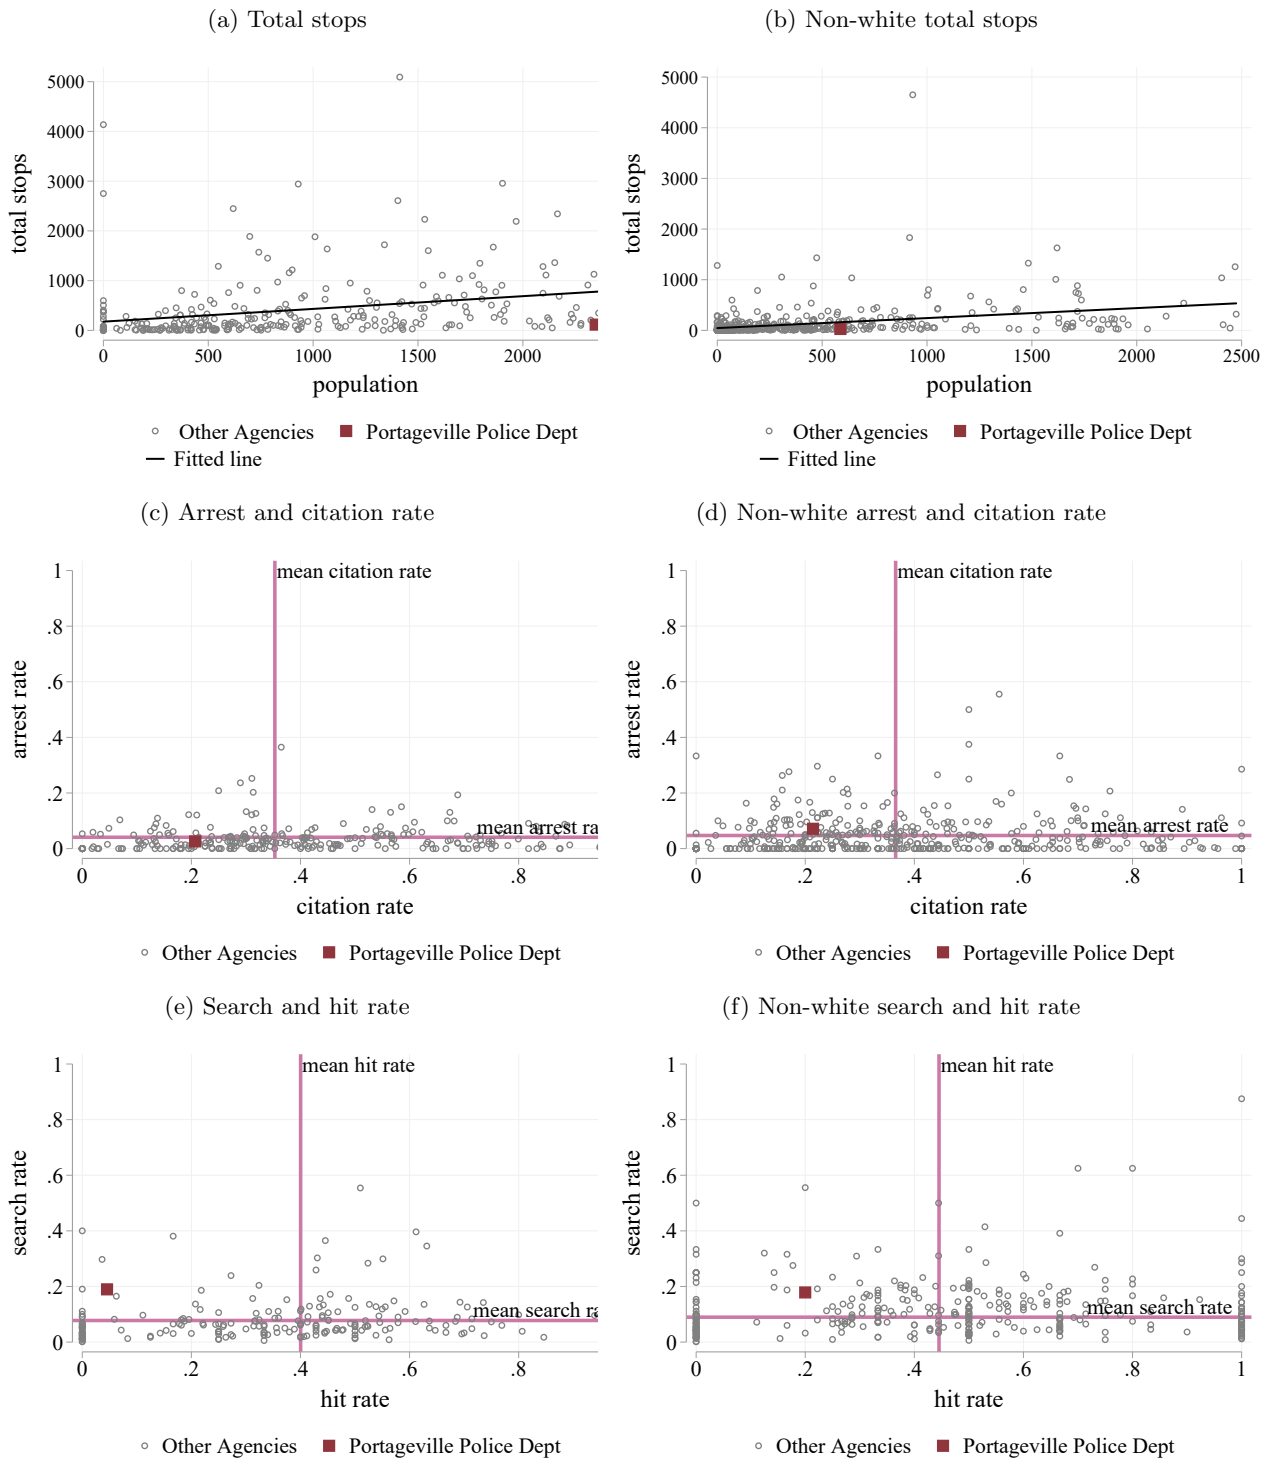 (a) Total stops
(b) Non-white total stops
total stops
5000
4000
3000
2000
1000
0
0 500 1000 1500 2000
population
Other Agencies Portageville Police Dept
Fitted line
total stops
5000
4000
3000
2000
1000
0
0 500 1000 1500 2000 2500
population
Other Agencies Portageville Police Dept
Fitted line
(c) Arrest and citation rate
(d) Non-white arrest and citation rate
arrest rate
1
.8
.6
.4
.2
0
mean citation rate
mean arrest ra
0 .2 .4 .6 .8
citation rate
Other Agencies Portageville Police Dept
arrest rate
1
.8
.6
.4
.2
0
mean citation rate
mean arrest rate
0 .2 .4 .6 .8 1
citation rate
Other Agencies Portageville Police Dept
(e) Search and hit rate
(f) Non-white search and hit rate
search rate
1
.8
.6
.4
.2
0
mean hit rate
mean search ra
0 .2 .4 .6 .8
hit rate
Other Agencies Portageville Police Dept
search rate
1
.8
.6
.4
.2
0
mean hit rate
mean search rate
0 .2 .4 .6 .8 1
hit rate
Other Agencies Portageville Police Dept